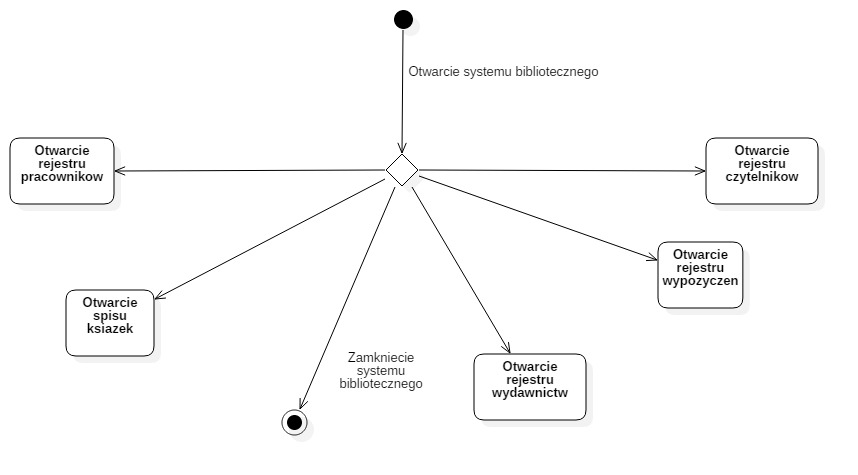 Otwarcie systemu bibliotecznego
Otwarcie
rejestru
pracownikow
Otwarcie
rejestru
czytelnikow
Otwarcie
rejestru
wypozyczen
Otwarcie
spisu
ksiazek
Zamkniecie
systemu
bibliotecznego
Otwarcie
rejestru
wydawnictw